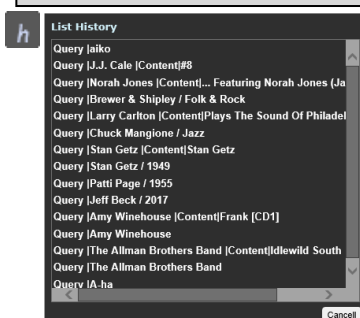 h
List History
Query |aiko
Query |J.J. Cale |Content|#8
Query |Norah Jones |Content|... Featuring Norah Jones (Ja
Query |Brewer & Shipley / Folk & Rock
Query |Larry Carlton |Content|Plays The Sound Of Philadel
Query |Chuck Mangione / Jazz
Query |Stan Getz |Content|Stan Getz
Query |Stan Getz / 1949
Query |Patti Page / 1955
Query |Jeff Beck / 2017
Query |Amy Winehouse |Content|Frank [CD1]
Query |Amy Winehouse
Query |The Allman Brothers Band |Content|Idlewild South
Query |The Allman Brothers Band
Query |A-ha
Cancell